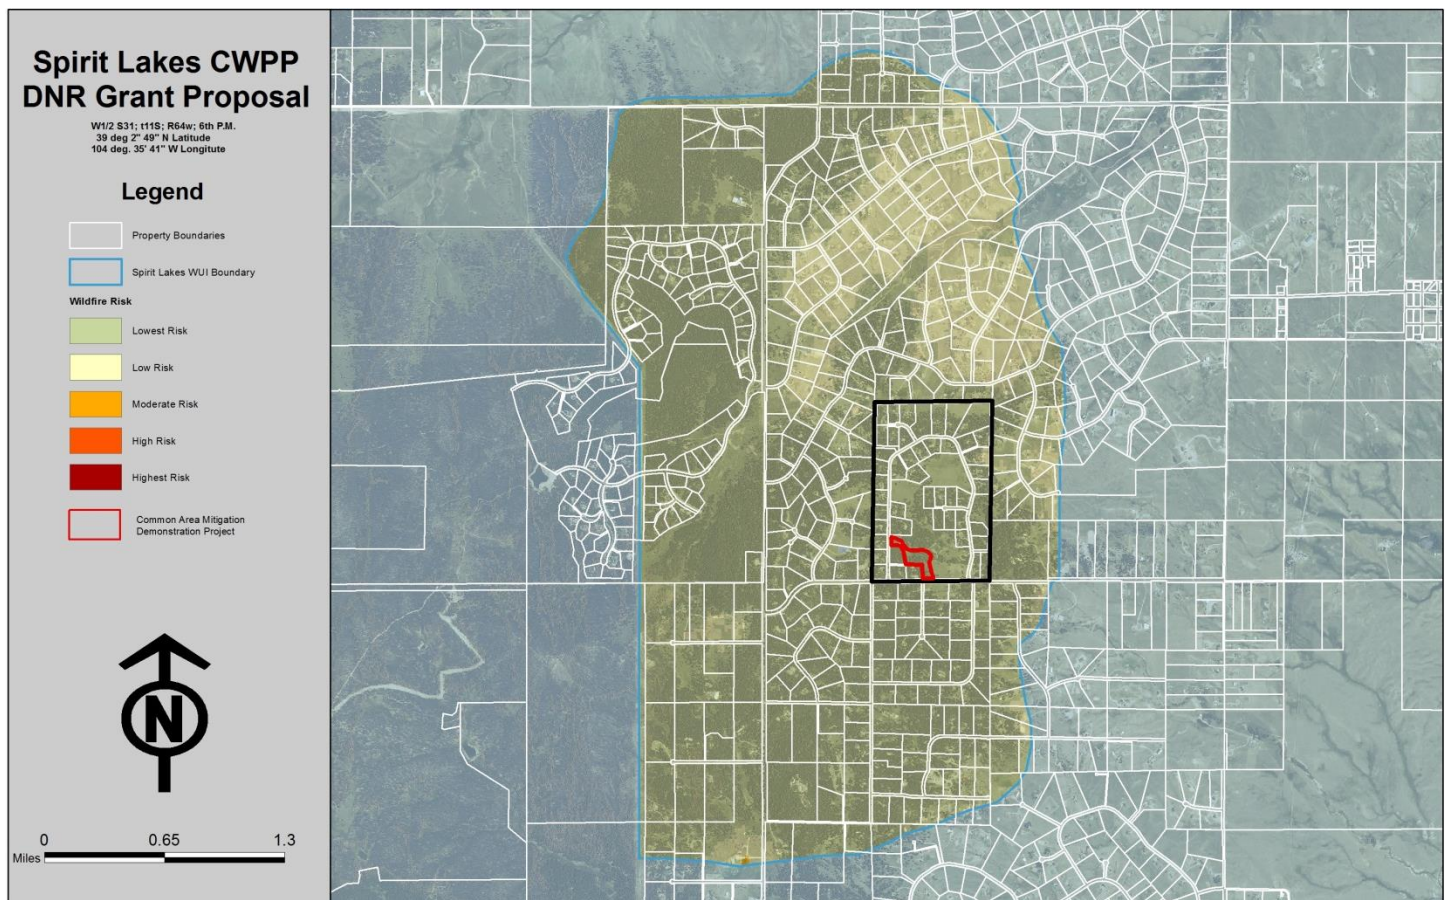 Spirit Lakes CWPP
DNR Grant Proposal
W1/2 S31; t11S; R64w; 6th P.M.
39 deg 2" 49" N Latitude
104 deg. 35' 41" W Longitute
Legend
Property Boundaries
Spirit Lakes WUI Boundary
Wildfire Risk
Lowest Risk
Low Risk
Moderate Risk
High Risk
Highest Risk
Common Area Mitigation
Demonstration Project
N
0 0.65 1.3
Miles